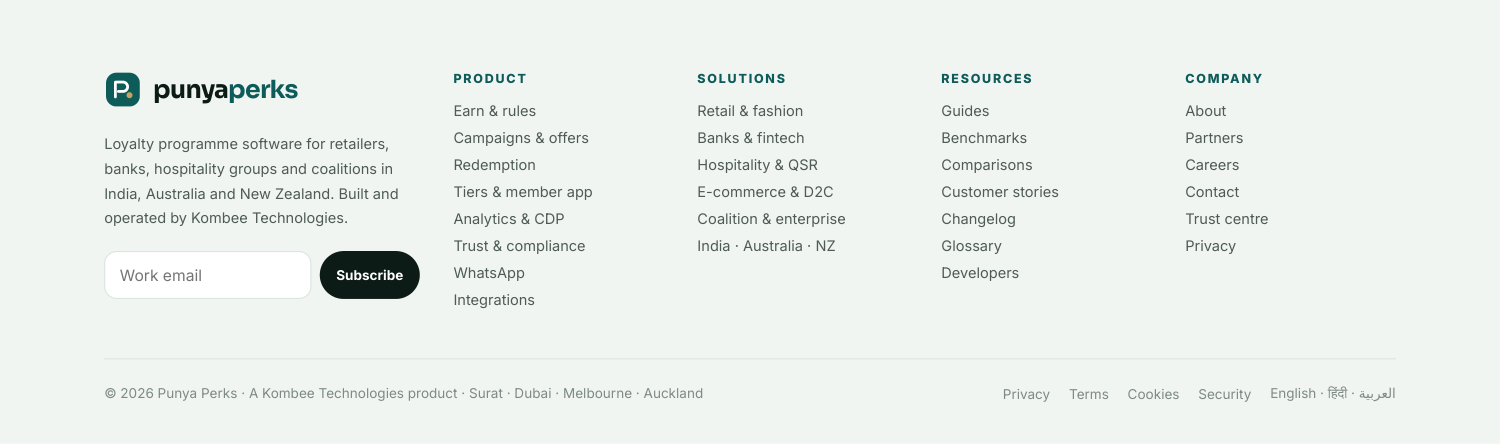 punyaperks
Loyalty programme software for retailers,
banks, hospitality groups and coalitions in
India, Australia and New Zealand. Built and
operated by Kombee Technologies.
Work email
Subscribe
PRODUCT
Earn & rules
Campaigns & offers
Redemption
Tiers & member app
Analytics & CDP
Trust & compliance
WhatsApp
Integrations
SOLUTIONS
Retail & fashion
Banks & fintech
Hospitality & QSR
E-commerce & D2C
Coalition & enterprise
India · Australia · NZ
RESOURCES
Guides
Benchmarks
Comparisons
Customer stories
Changelog
Glossary
Developers
COMPANY
About
Partners
Careers
Contact
Trust centre
Privacy
© 2026 Punya Perks · A Kombee Technologies product · Surat · Dubai · Melbourne · Auckland
Privacy Terms Cookies Security English · हिंदी · العربية